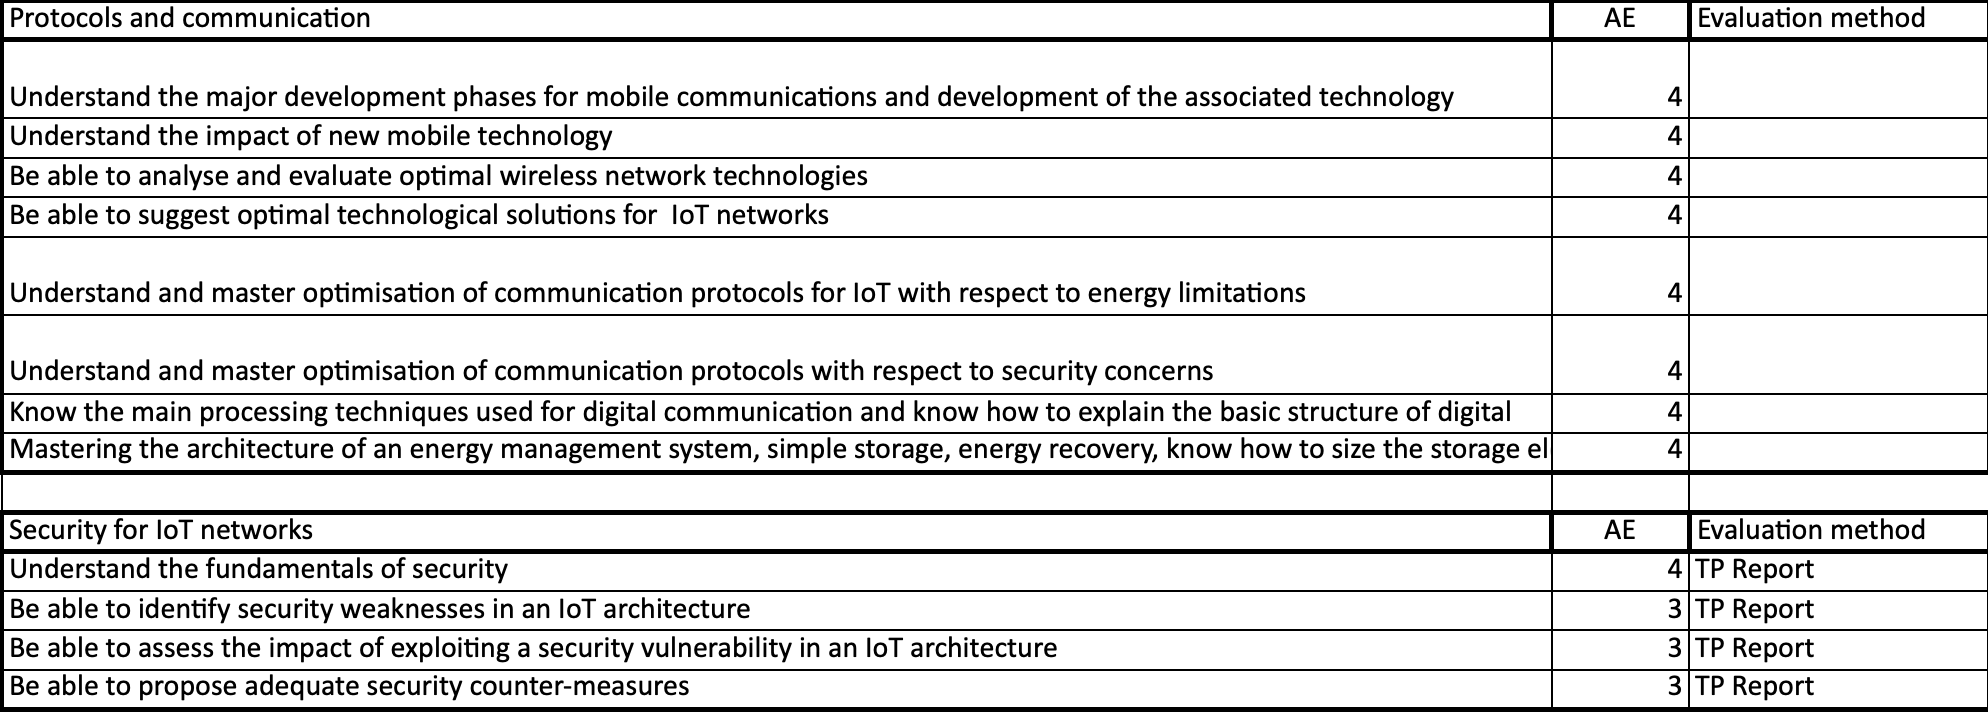 Protocols and communication AE Evaluation method
Understand the major development phases for mobile communications and development of the associated technology 4
Understand the impact of new mobile technology 4
Be able to analyse and evaluate optimal wireless network technologies 4
Be able to suggest optimal technological solutions for  IoT networks 4
Understand and master optimisation of communication protocols for IoT with respect to energy limitations 4
Understand and master optimisation of communication protocols with respect to security concerns 4
Know the main processing techniques used for digital communication and know how to explain the basic structure of digital 4
Mastering the architecture of an energy management system, simple storage, energy recovery, know how to size the storage el 4
Security for IoT networks AE Evaluation method
Understand the fundamentals of security 4 TP Report
Be able to identify security weaknesses in an IoT architecture 3 TP Report
Be able to assess the impact of exploiting a security vulnerability in an IoT architecture 3 TP Report
Be able to propose adequate security counter-measures 3 TP Report